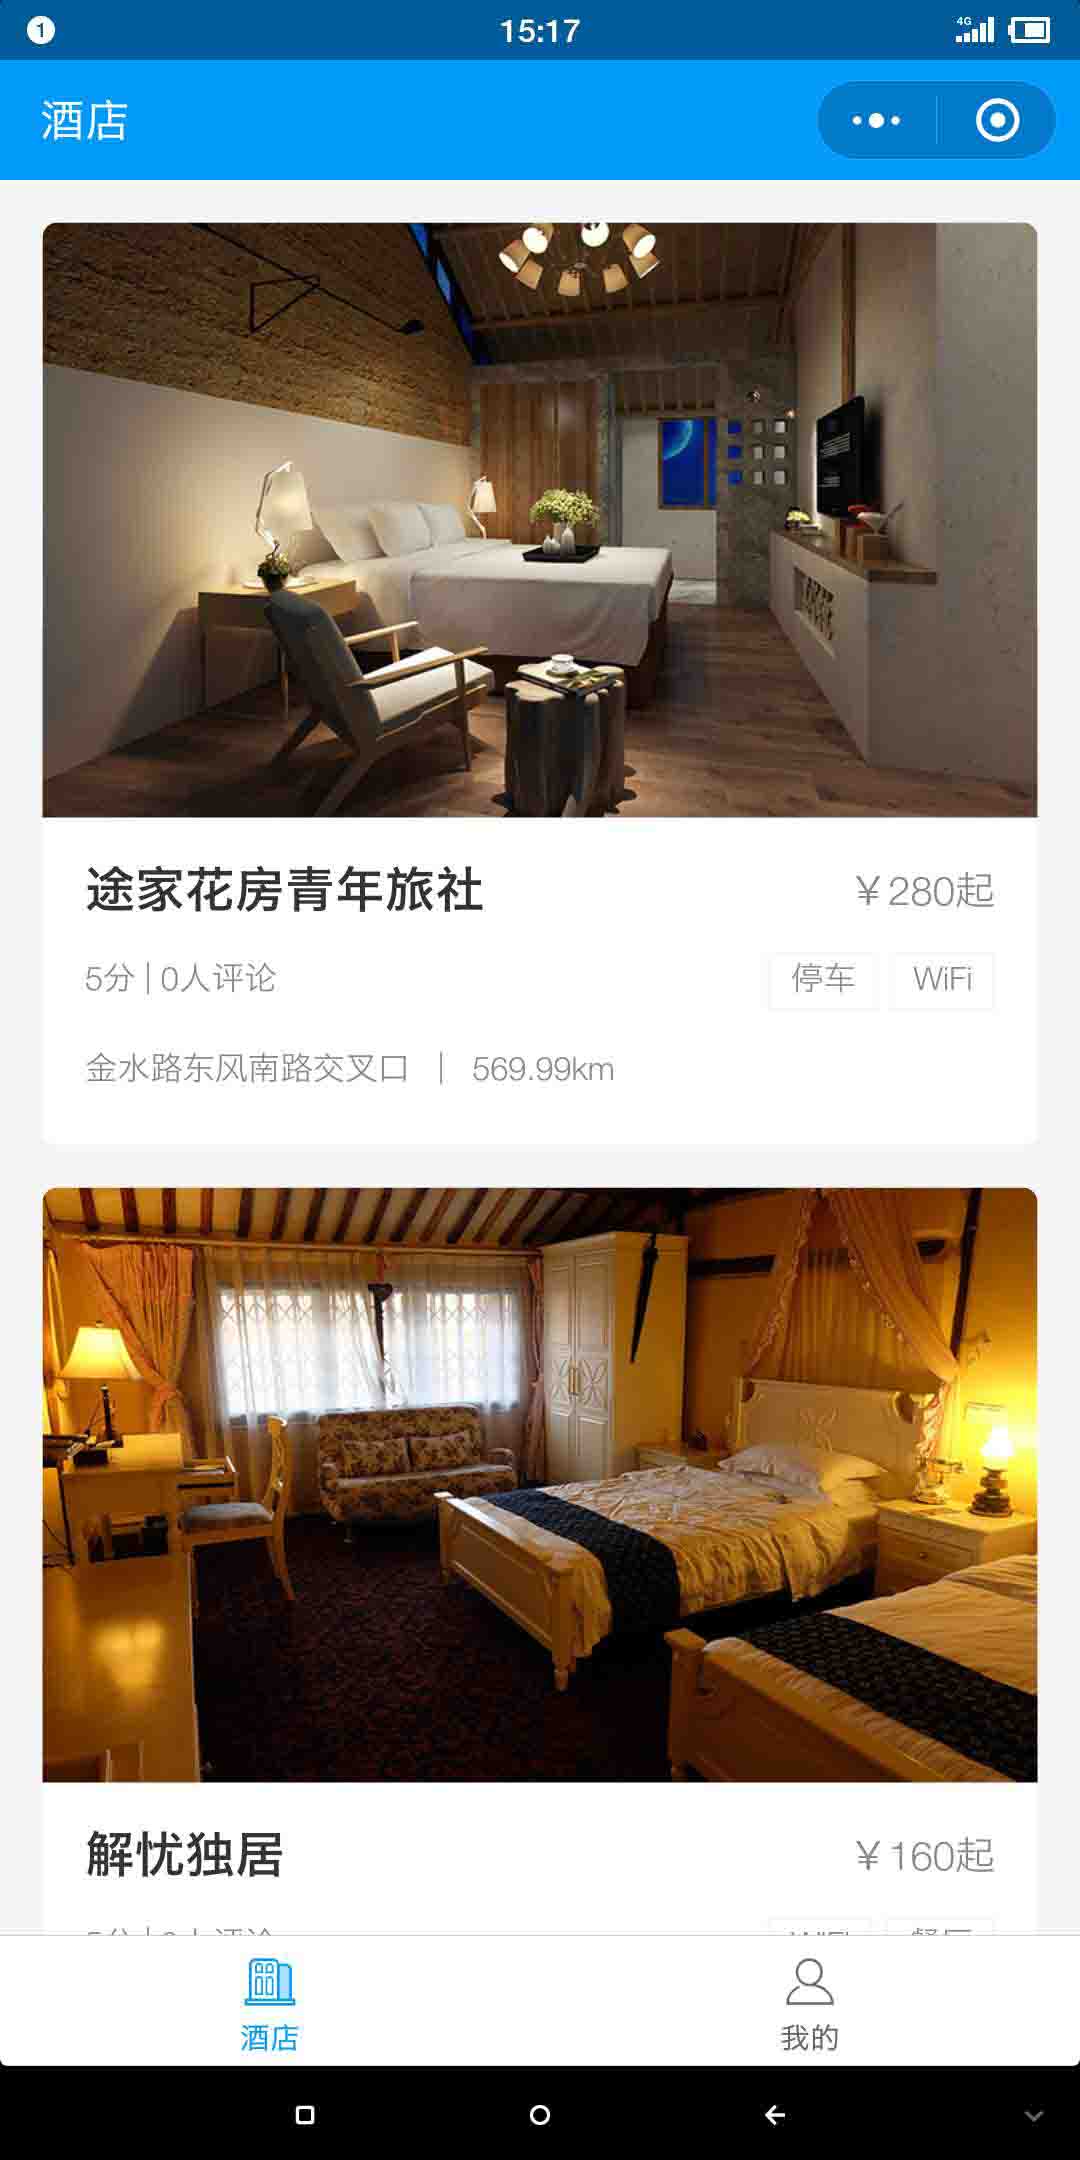 1
15:17
4G
酒店
途家花房青年旅社
￥280起
5分 | 0人评论
停车
WiFi
金水路东风南路交叉口 | 569.99km
解忧独居
￥160起
酒店
我的